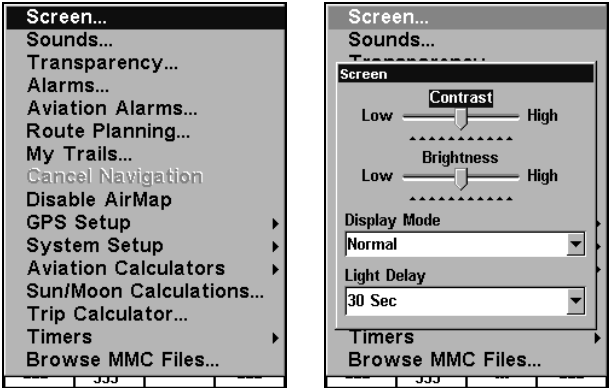 Screen...
Sounds...
Transparency...
Alarms...
Aviation Alarms...
Route Planning...
My Trails...
Cancel Navigation
Disable AirMap
GPS Setup
System Setup
Aviation Calculators
Sun/Moon Calculations...
Trip Calculator...
Timers
Browse MMC Files...
Screen...
Sounds...
Screen
Contrast
Low High
Brightness
Low High
Display Mode
Normal
Light Delay
30 Sec
Timers
Browse MMC Files...